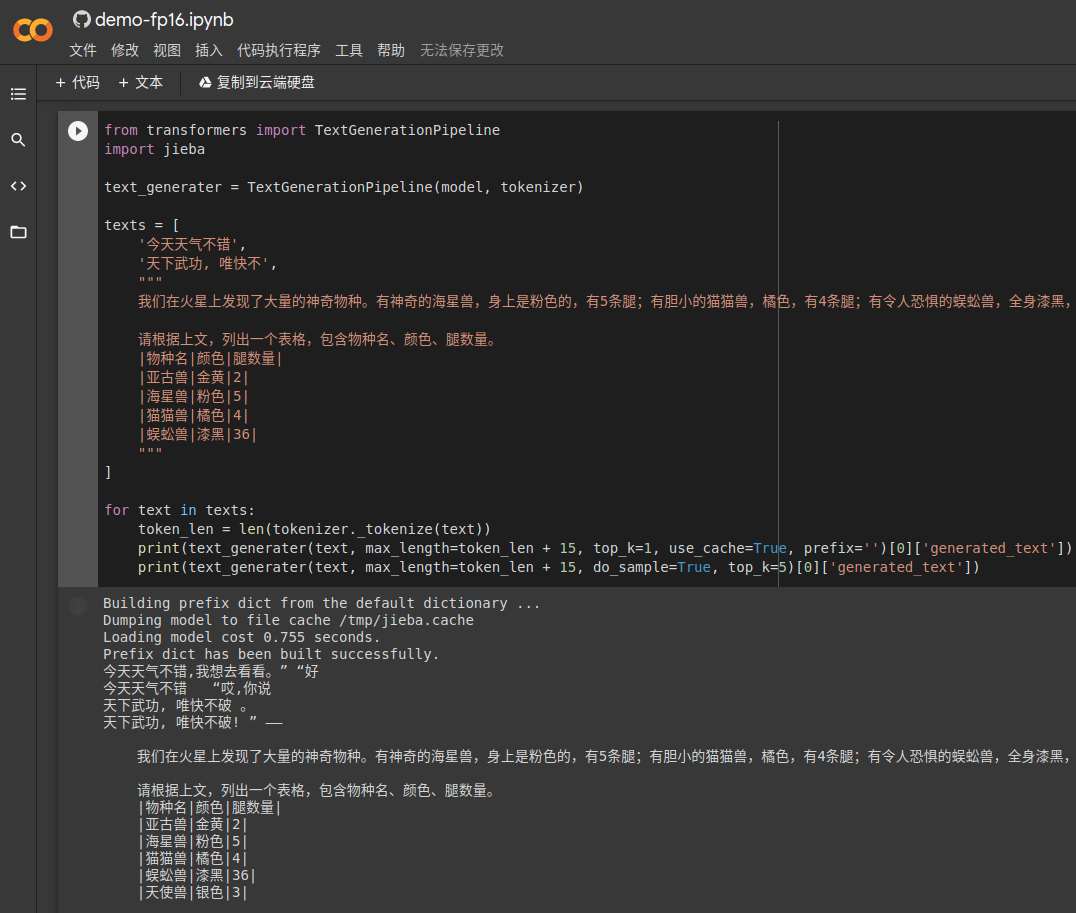 demo-fp16.ipynb
文件 修改 视图 插入 代码执行程序 工具 帮助 无法保存更改
+ 代码 + 文本 复制到云端硬盘
from transformers import TextGenerationPipeline
import jieba
text_generater = TextGenerationPipeline(model, tokenizer)
texts = [
'今天天气不错',
'天下武功, 唯快不',
"""
我们在火星上发现了大量的神奇物种。有神奇的海星兽，身上是粉色的，有5条腿；有胆小的猫猫兽，橘色，有4条腿；有令人恐惧的蜈蚣兽，全身漆黑，
请根据上文，列出一个表格，包含物种名、颜色、腿数量。
|物种名|颜色|腿数量|
|亚古兽|金黄|2|
|海星兽|粉色|5|
|猫猫兽|橘色|4|
|蜈蚣兽|漆黑|36|
"""
]
for text in texts:
token_len = len(tokenizer._tokenize(text))
print(text_generater(text, max_length=token_len + 15, top_k=1, use_cache=True, prefix='')[0]['generated_text'])
print(text_generater(text, max_length=token_len + 15, do_sample=True, top_k=5)[0]['generated_text'])
Building prefix dict from the default dictionary ...
Dumping model to file cache /tmp/jieba.cache
Loading model cost 0.755 seconds.
Prefix dict has been built successfully.
今天天气不错,我想去看看。” “好
今天天气不错 “哎,你说
天下武功, 唯快不破 。
天下武功, 唯快不破! ” ——
我们在火星上发现了大量的神奇物种。有神奇的海星兽，身上是粉色的，有5条腿；有胆小的猫猫兽，橘色，有4条腿；有令人恐惧的蜈蚣兽，全身漆黑，
请根据上文，列出一个表格，包含物种名、颜色、腿数量。
|物种名|颜色|腿数量|
|亚古兽|金黄|2|
|海星兽|粉色|5|
|猫猫兽|橘色|4|
|蜈蚣兽|漆黑|36|
|天使兽|银色|3|